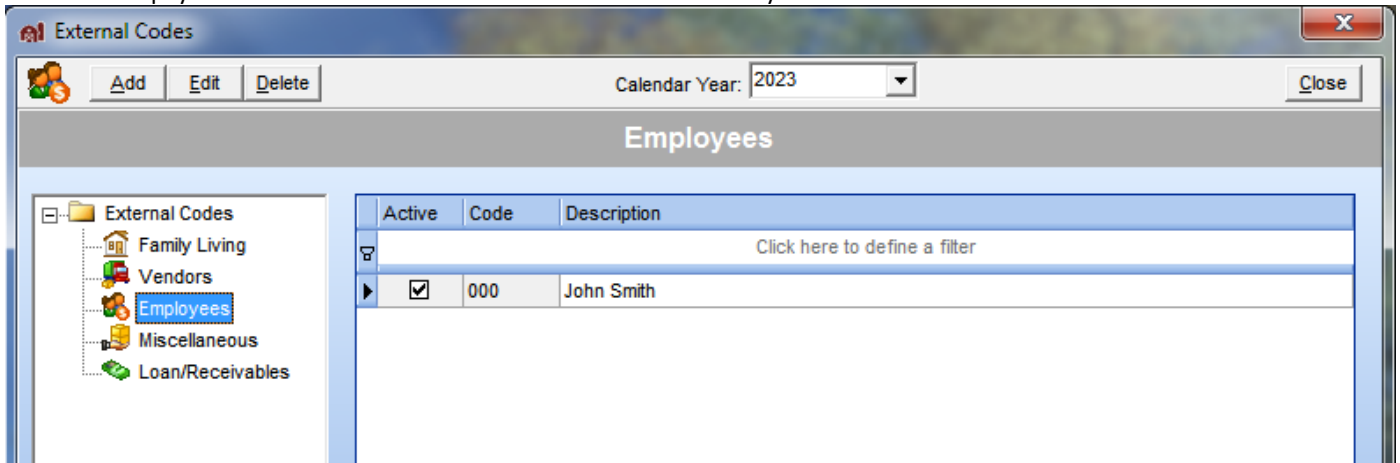 External Codes
Add Edit Delete Calendar Year: 2023 Close
Employees
External Codes
Family Living
Vendors
Employees
Miscellaneous
Loan/Receivables
Active Code Description
Click here to define a filter
000 John Smith